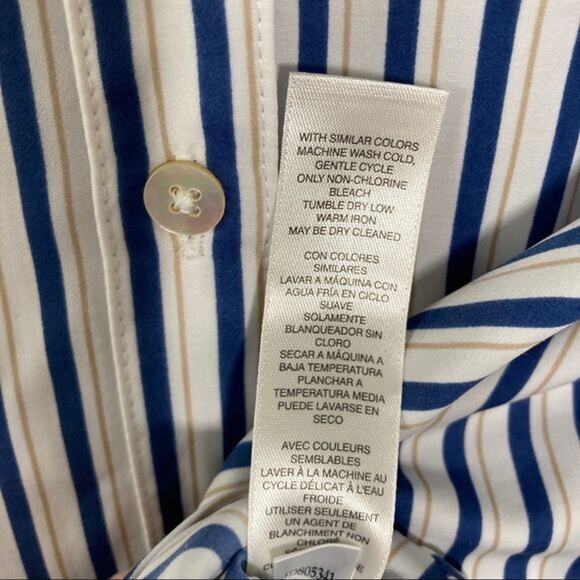 WITH SIMILAR COLORS
MACHINE WASH COLD,
GENTLE CYCLE
ONLY NON-CHLORINE
BLEACH
TUMBLE DRY LOW
WARM IRON
MAY BE DRY CLEANED
CON COLORES
SIMILARES
LAVAR A MÁQUINA CON
AGUA FRÍA EN CICLO
SUAVE
SOLAMENTE
BLANQUEADOR SIN
CLORO
SECAR A MÁQUINA A
BAJA TEMPERATURA
PLANCHAR A
TEMPERATURA MEDIA
PUEDE LAVARSE EN
SECO
AVEC COULEURS
SEMBLABLES
LAVER À LA MACHINE AU
CYCLE DÉLICAT À L'EAU
FROIDE
UTILISER SEULEMENT
UN AGENT DE
BLANCHIMENT NON
CHLORÉ